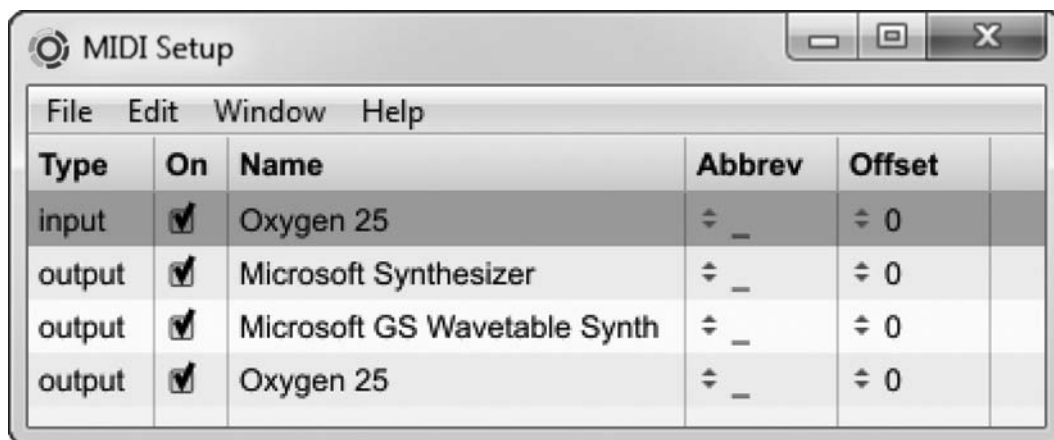 MIDI Setup
File Edit Window Help
Type On Name Abbrev Offset
input Oxygen 25 _ 0
output Microsoft Synthesizer _ 0
output Microsoft GS Wavetable Synth _ 0
output Oxygen 25 _ 0